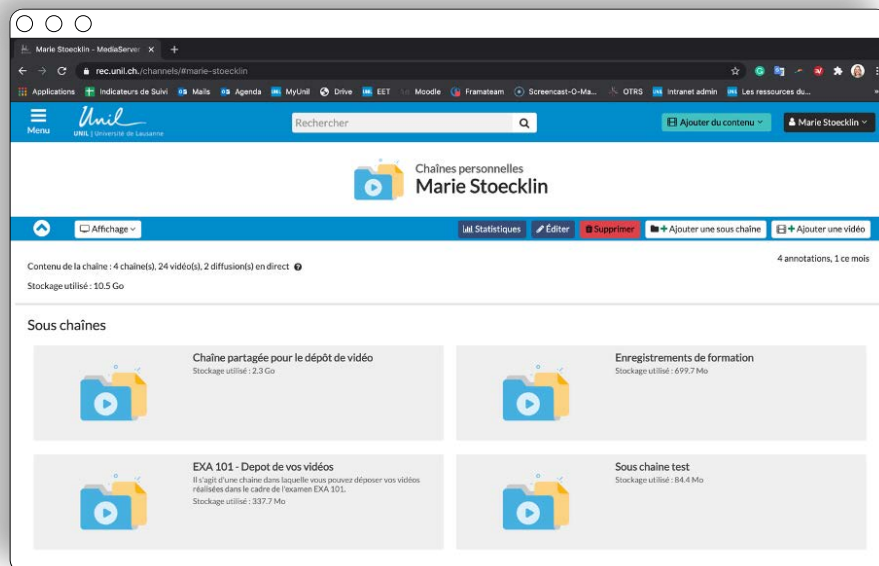 Marie Stoecklin - MediaServer
rec.unil.ch./channels/#marie-stoecklin
Applications Indicateurs de Suivi Mails Agenda MyUnil Drive EET Moodle Framateam Screencast-O-Ma... OTRS Intranet admin Les ressources du...
Menu
Unil
UNIL | Université de Lausanne
Rechercher
Ajouter du contenu
Marie Stoecklin
Chaînes personnelles
Marie Stoecklin
Affichage
Statistiques
Éditer
Supprimer
Ajouter une sous chaîne
Ajouter une vidéo
Contenu de la chaîne : 4 chaîne(s), 24 vidéo(s), 2 diffusion(s) en direct
4 annotations, 1 ce mois
Stockage utilisé : 10.5 Go
Sous chaînes
Chaîne partagée pour le dépôt de vidéo
Stockage utilisé : 2.3 Go
Enregistrements de formation
Stockage utilisé : 699.7 Mo
EXA 101 - Depot de vos vidéos
Il s'agit d'une chaine dans laquelle vous pouvez déposer vos vidéos
réalisées dans le cadre de l'examen EXA 101.
Stockage utilisé : 337.7 Mo
Sous chaine test
Stockage utilisé : 84.4 Mo